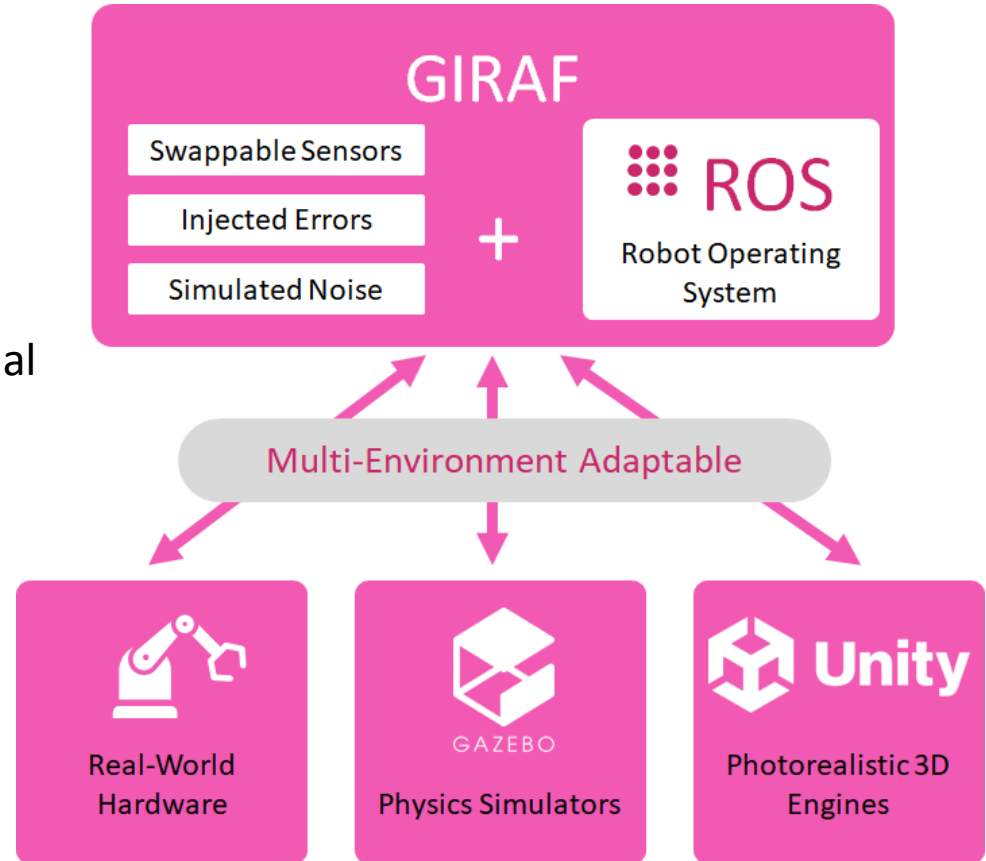 GIRAF
Swappable Sensors
Injected Errors
Simulated Noise
+
ROS
Robot Operating
System
al
Multi-Environment Adaptable
Real-World
Hardware
GAZEBO
Physics Simulators
Unity
Photorealistic 3D
Engines